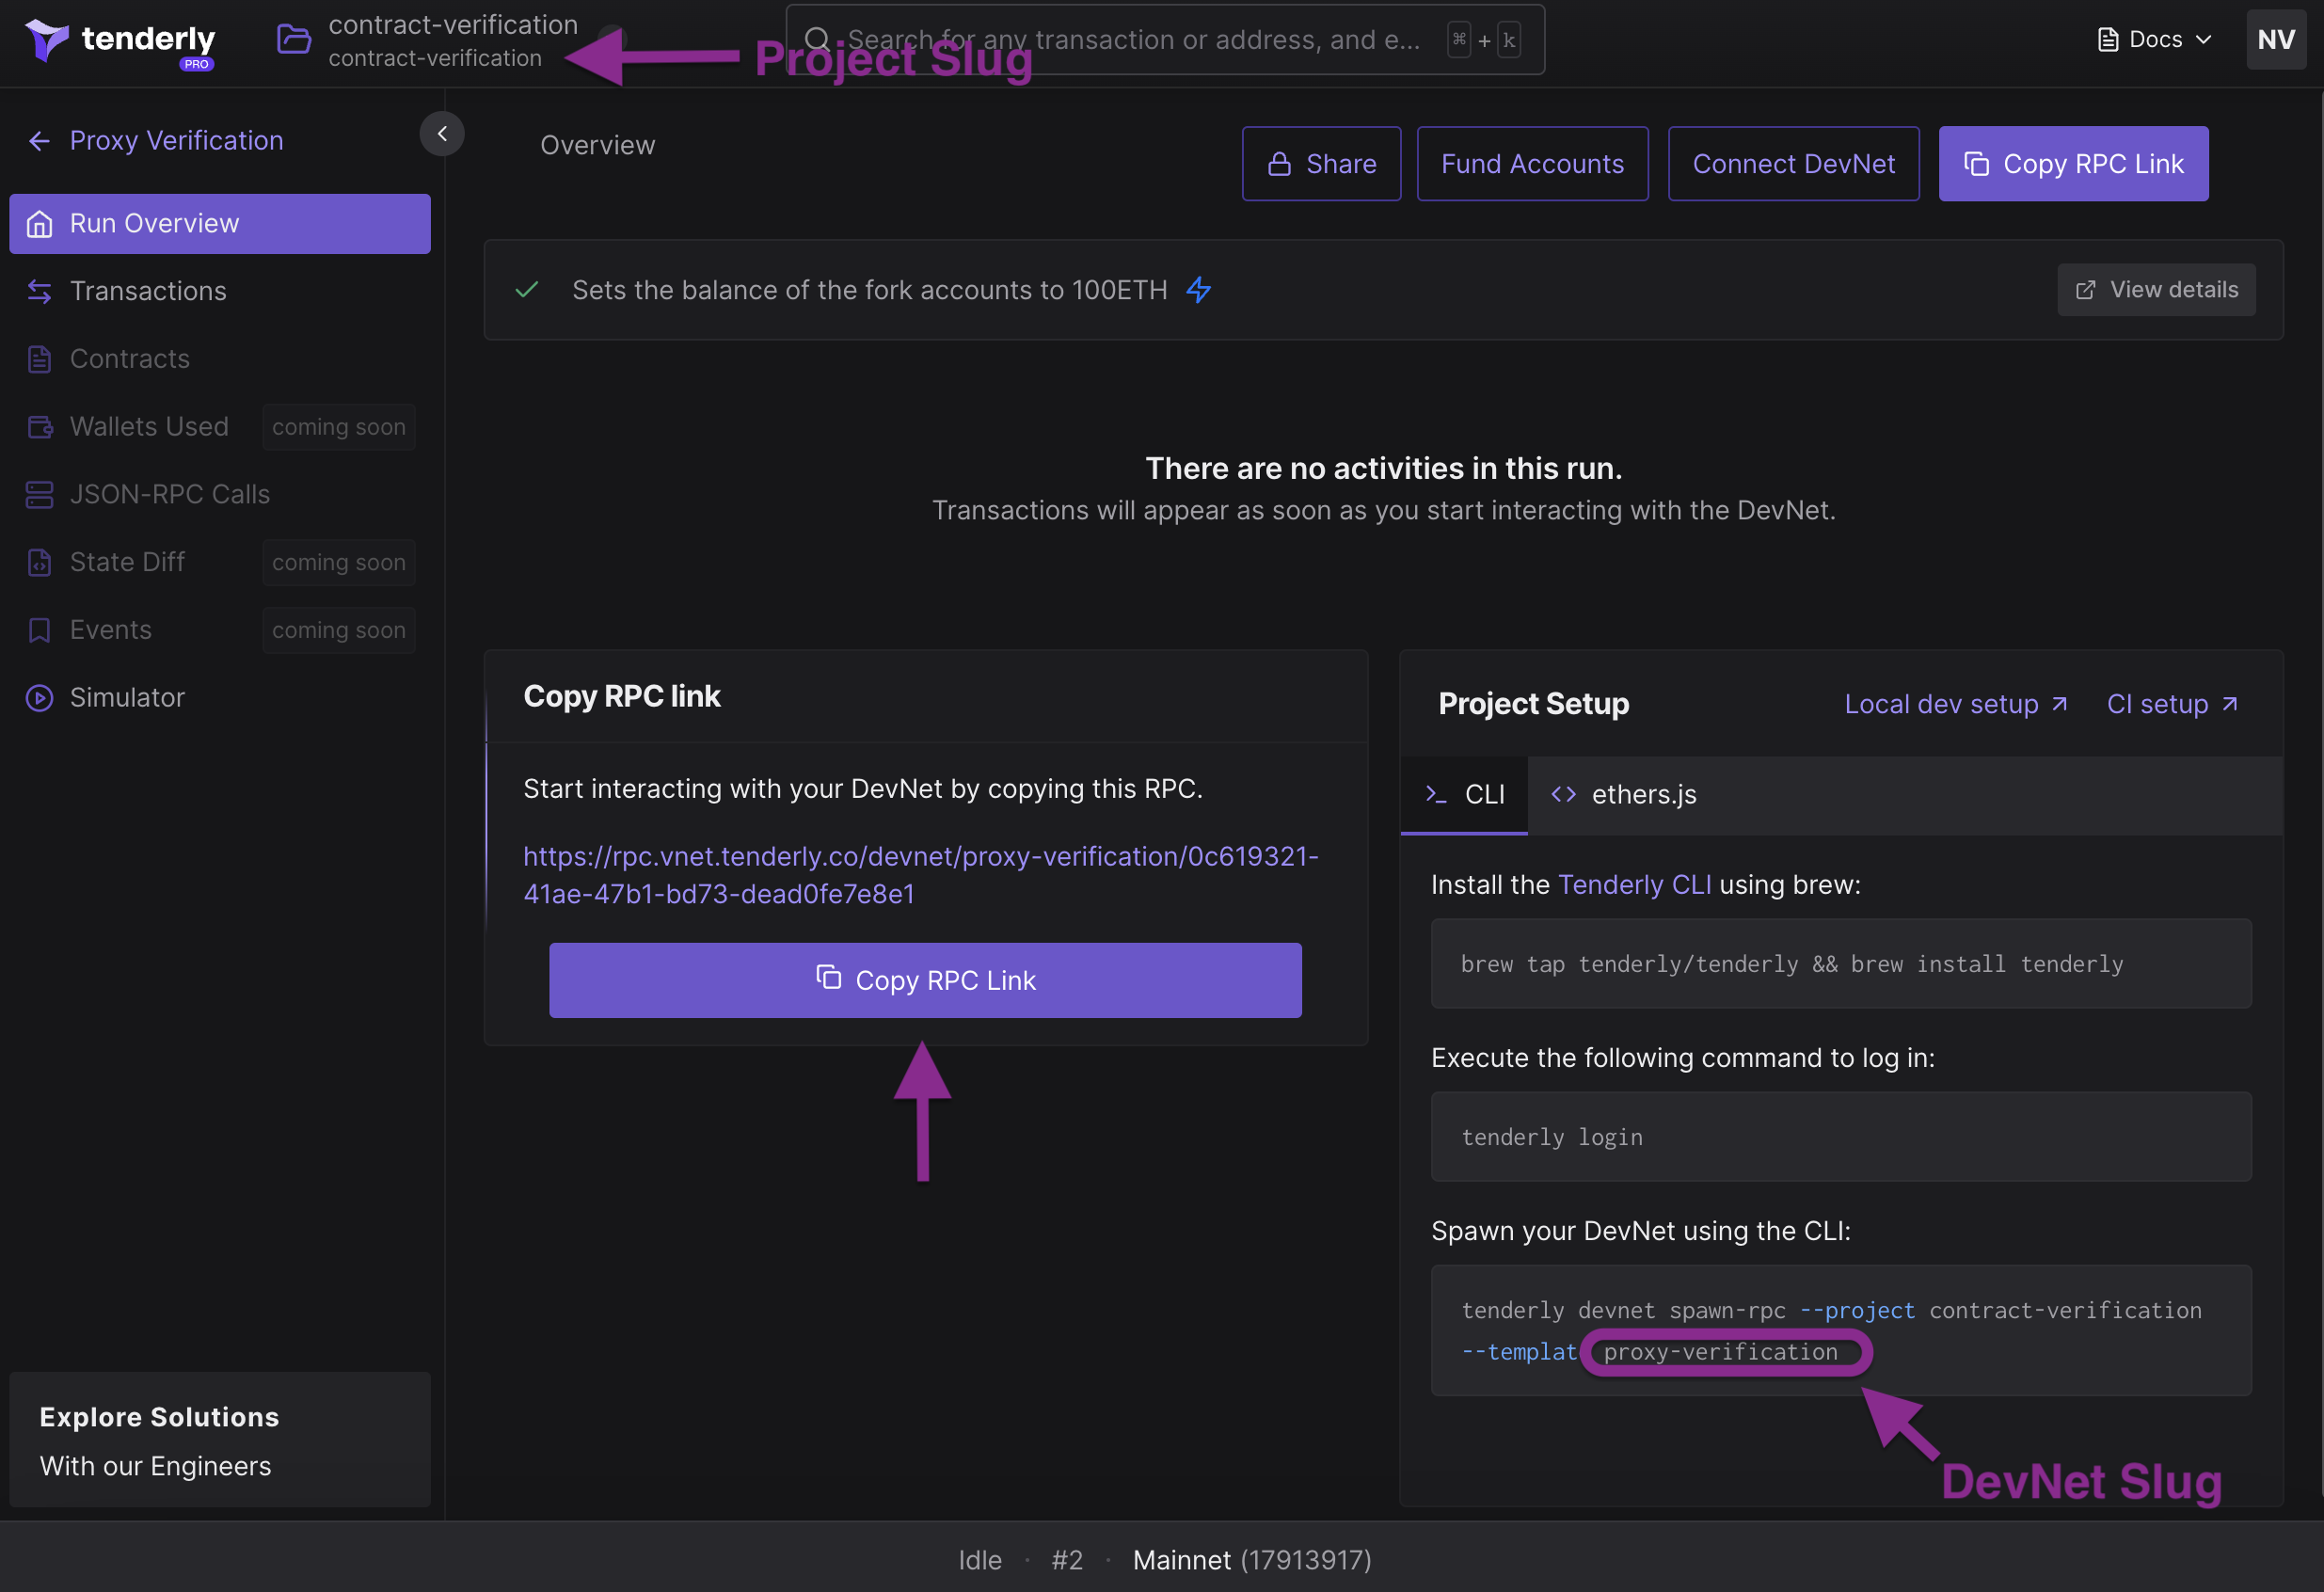 tenderly
PRO
contract-verification
contract-verification
Project Slug
Search for any transaction or address, and e...
⌘ + k
Docs
NV
Proxy Verification
Overview
Share
Fund Accounts
Connect DevNet
Copy RPC Link
Run Overview
Transactions
Contracts
Wallets Used
coming soon
JSON-RPC Calls
State Diff
coming soon
Events
coming soon
Simulator
Sets the balance of the fork accounts to 100ETH
View details
There are no activities in this run.
Transactions will appear as soon as you start interacting with the DevNet.
Copy RPC link
Start interacting with your DevNet by copying this RPC.
https://rpc.vnet.tenderly.co/devnet/proxy-verification/0c619321-
41ae-47b1-bd73-dead0fe7e8e1
Copy RPC Link
Project Setup
Local dev setup
CI setup
CLI
ethers.js
Install the Tenderly CLI using brew:
brew tap tenderly/tenderly && brew install tenderly
Execute the following command to log in:
tenderly login
Spawn your DevNet using the CLI:
tenderly devnet spawn-rpc --project contract-verification
--templat proxy-verification
DevNet Slug
Explore Solutions
With our Engineers
Idle · #2 · Mainnet (17913917)